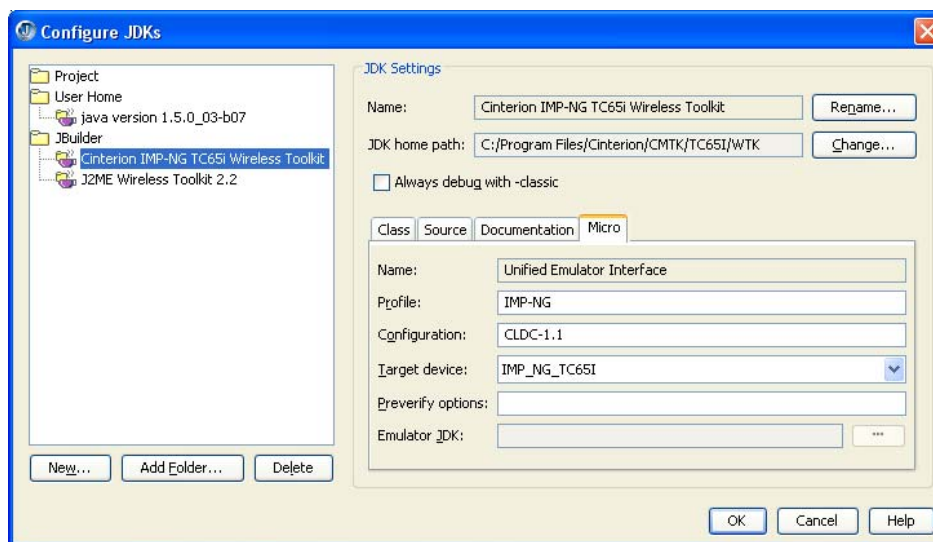 Configure JDKs
Project
User Home
java version 1.5.0_03-b07
JBuilder
Cinterion IMP-NG TC65i Wireless Toolkit
J2ME Wireless Toolkit 2.2
New...
Add Folder...
Delete
JDK Settings
Name: Cinterion IMP-NG TC65i Wireless Toolkit Rename...
JDK home path: C:/Program Files/Cinterion/CMTK/TC65I/WTK Change...
Always debug with -classic
Class Source Documentation Micro
Name: Unified Emulator Interface
Profile: IMP-NG
Configuration: CLDC-1.1
Target device: IMP_NG_TC65I
Preverify options:
Emulator JDK: ...
OK Cancel Help